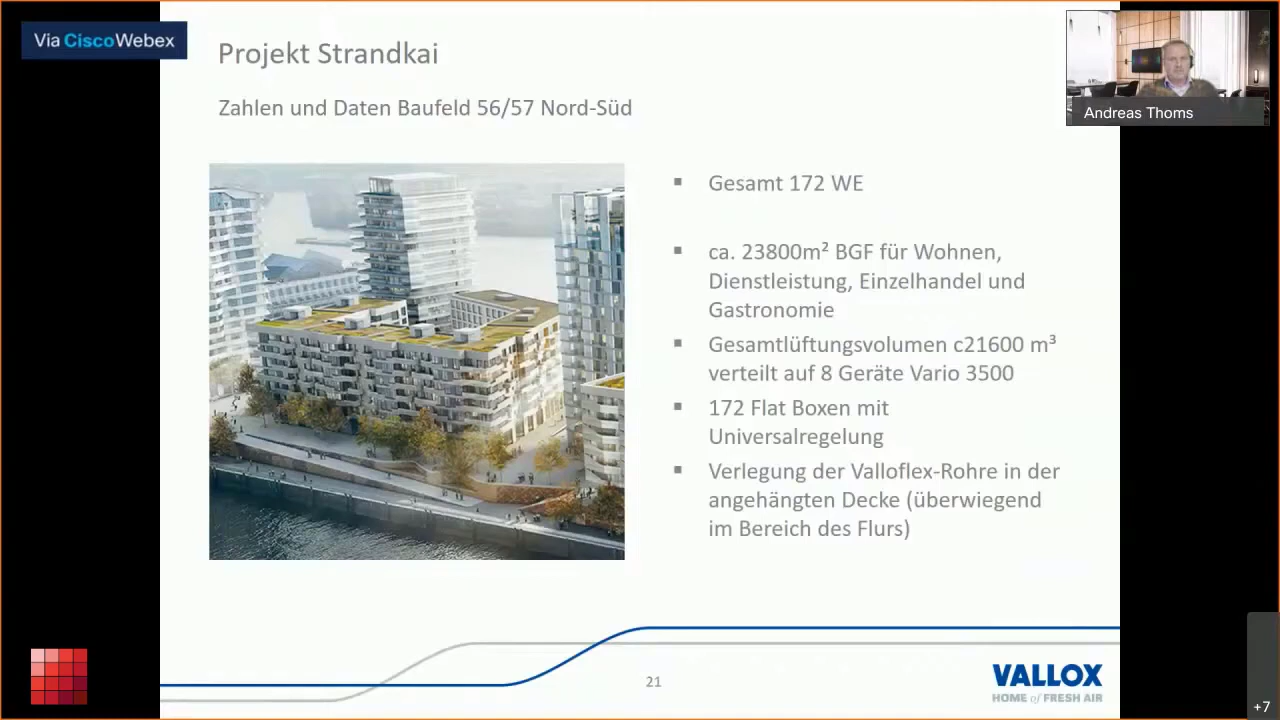 Via Cisco Webex
Projekt Strandkai
Zahlen und Daten Baufeld 56/57 Nord-Süd
Andreas Thoms
▪ Gesamt 172 WE
▪ ca. 23800m² BGF für Wohnen,
Dienstleistung, Einzelhandel und
Gastronomie
▪ Gesamtlüftungsvolumen c21600 m³
verteilt auf 8 Geräte Vario 3500
▪ 172 Flat Boxen mit
Universalregelung
▪ Verlegung der Valloflex-Rohre in der
angehängten Decke (überwiegend
im Bereich des Flurs)
21
VALLOX
HOME of FRESH AIR
+7